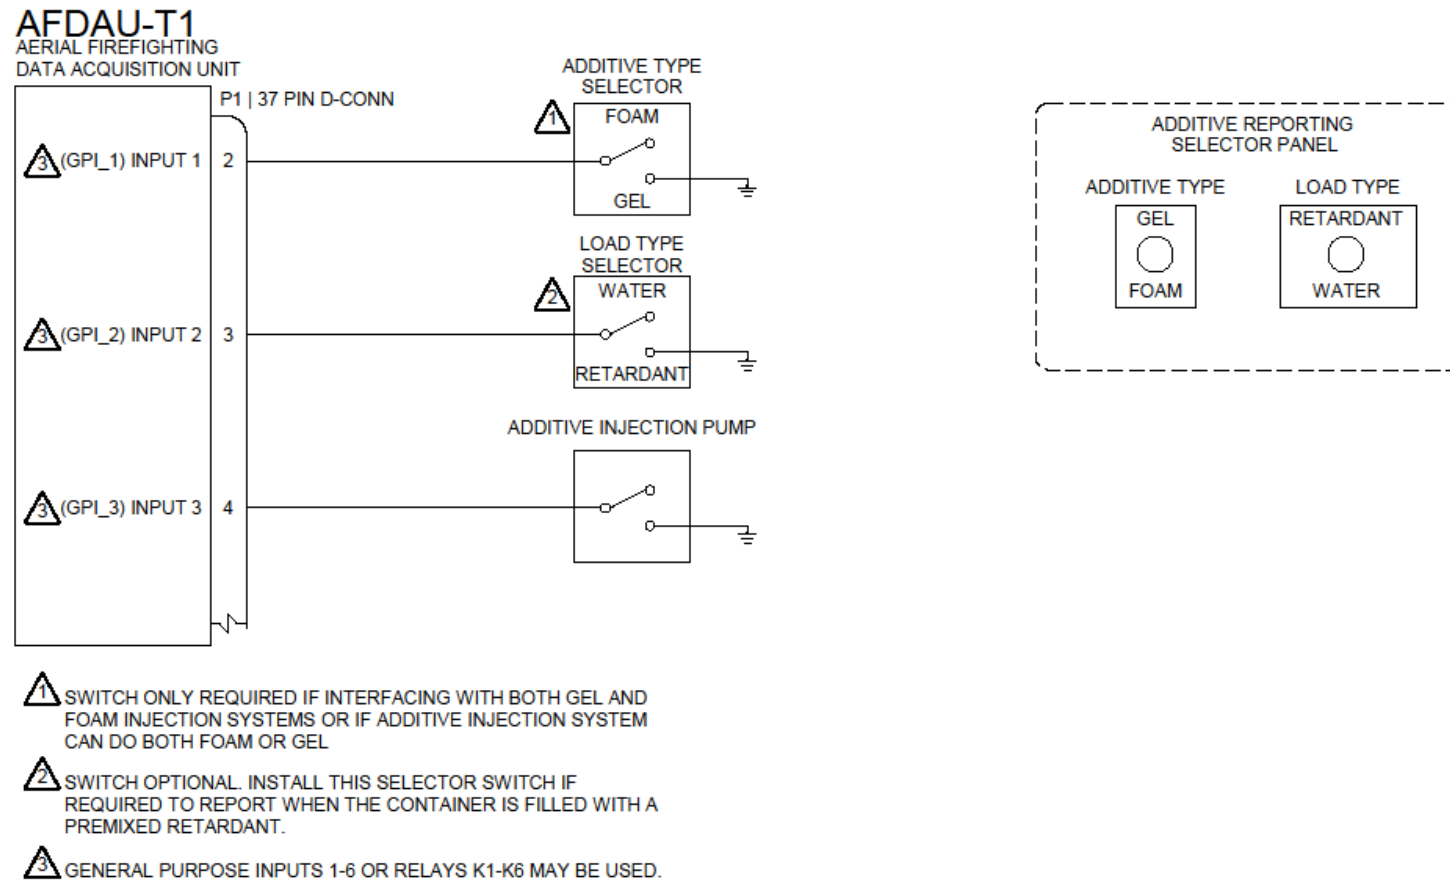 AFDAU-T1
AERIAL FIREFIGHTING
DATA ACQUISITION UNIT
P1 | 37 PIN D-CONN
3 (GPI_1) INPUT 1 2
ADDITIVE TYPE
SELECTOR
1
FOAM
GEL
3 (GPI_2) INPUT 2 3
LOAD TYPE
SELECTOR
2
WATER
RETARDANT
3 (GPI_3) INPUT 3 4
ADDITIVE INJECTION PUMP
ADDITIVE REPORTING
SELECTOR PANEL
ADDITIVE TYPE
GEL
FOAM
LOAD TYPE
RETARDANT
WATER
1 SWITCH ONLY REQUIRED IF INTERFACING WITH BOTH GEL AND
FOAM INJECTION SYSTEMS OR IF ADDITIVE INJECTION SYSTEM
CAN DO BOTH FOAM OR GEL
2 SWITCH OPTIONAL. INSTALL THIS SELECTOR SWITCH IF
REQUIRED TO REPORT WHEN THE CONTAINER IS FILLED WITH A
PREMIXED RETARDANT.
3 GENERAL PURPOSE INPUTS 1-6 OR RELAYS K1-K6 MAY BE USED.